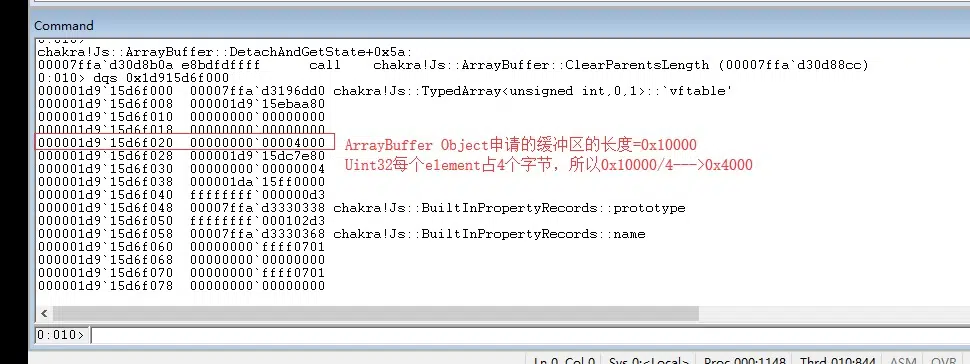 Command
chakra!Js::ArrayBuffer::DetachAndGetState+0x5a:
00007ffa`d30d8b0a e8bdfdffff      call    chakra!Js::ArrayBuffer::ClearParentsLength (00007ffa`d30d88cc)
0:010> dqs 0x1d915d6f000
000001d9`15d6f000  00007ffa`d3196dd0 chakra!Js::TypedArray<unsigned int,0,1>::`vftable'
000001d9`15d6f008  000001d9`15ebaa80
000001d9`15d6f010  00000000`00000000
000001d9`15d6f018  00000000`00000000
000001d9`15d6f020  00000000`00004000
ArrayBuffer Object申请的缓冲区的长度=0x10000
000001d9`15d6f028  000001d9`15dc7e80
Uint32每个element占4个字节，所以0x10000/4--->0x4000
000001d9`15d6f030  00000000`00000004
000001d9`15d6f038  000001da`15ff0000
000001d9`15d6f040  ffffffff`000000d3
000001d9`15d6f048  00007ffa`d3330338 chakra!Js::BuiltInPropertyRecords::prototype
000001d9`15d6f050  ffffffff`000102d3
000001d9`15d6f058  00007ffa`d3330368 chakra!Js::BuiltInPropertyRecords::name
000001d9`15d6f060  00000000`ffff0701
000001d9`15d6f068  00000000`00000000
000001d9`15d6f070  00000000`ffff0701
000001d9`15d6f078  00000000`00000000
0:010>
Ln 0, Col 0  Sys 0:<Local>  Proc 000:1148  Thrd 010:844  ASM  OVR